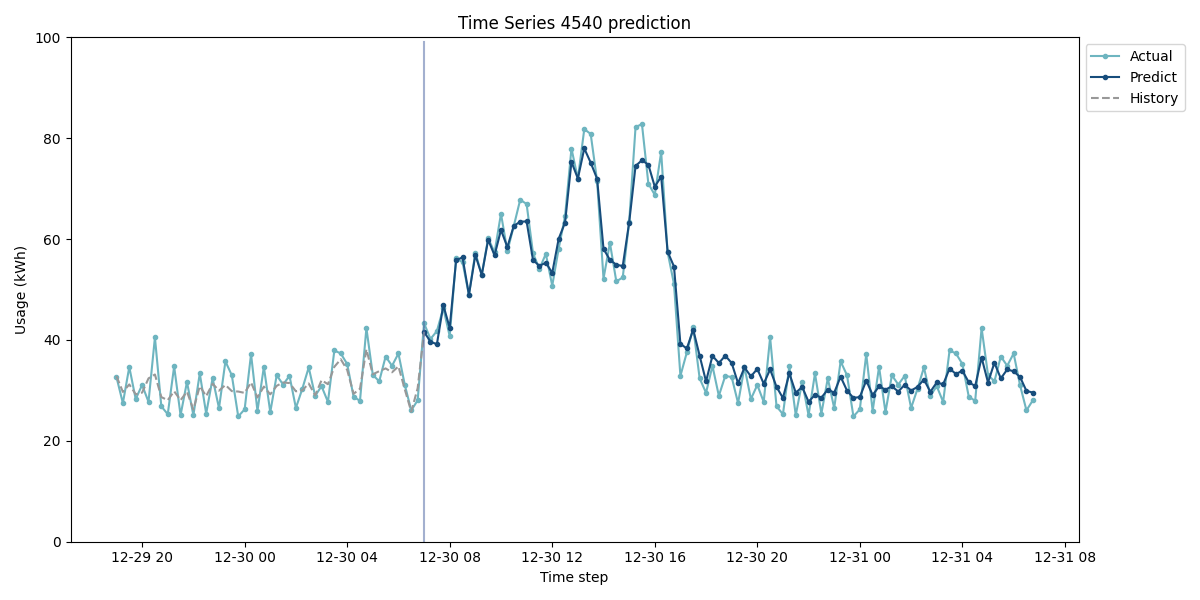 Time Series 4540 prediction
100
80
60
40
20
0
Usage (kWh)
12-29 20
12-30 00
12-30 04
12-30 08
12-30 12
12-30 16
12-30 20
12-31 00
12-31 04
12-31 08
Time step
Actual
Predict
History